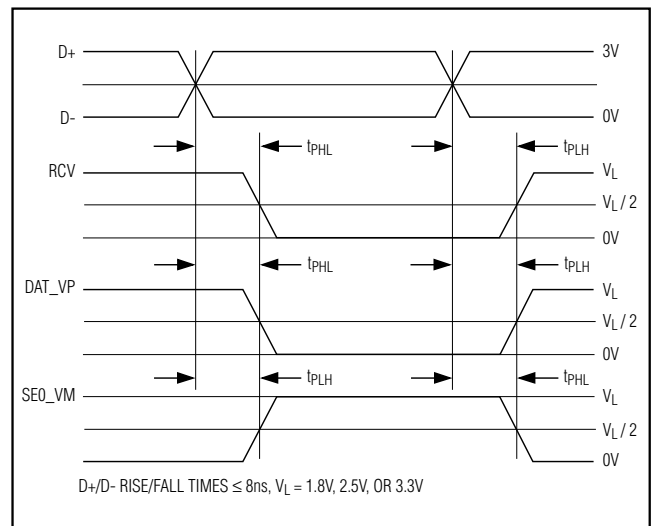 D+ 3V
D- 0V
tPHL tPLH
RCV VL
VL / 2
0V
tPHL tPLH
DAT_VP VL
VL / 2
0V
tPLH tPHL
SE0_VM VL
VL / 2
0V
D+/D- RISE/FALL TIMES ≤ 8ns, VL = 1.8V, 2.5V, OR 3.3V